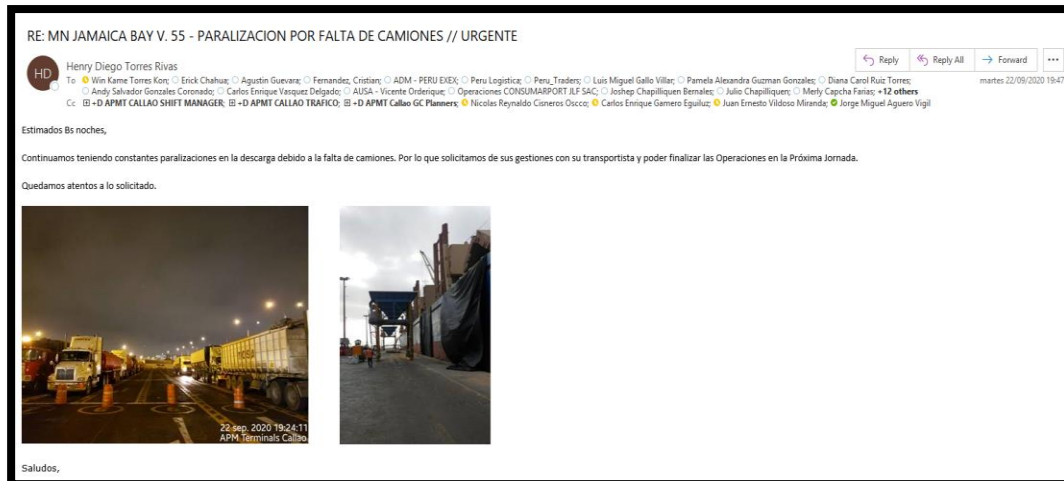 RE: MN JAMAICA BAY V. 55 - PARALIZACION POR FALTA DE CAMIONES // URGENTE
HD
Henry Diego Torres Rivas
Reply
Reply All
Forward
martes 22/09/2020 19:47
To Win Kame Torres Kon; Erick Chahua; Agustin Guevara; Fernandez, Cristian; ADM - PERU EXEX; Peru Logistica; Peru_Traders; Luis Miguel Gallo Villar; Pamela Alexandra Guzman Gonzales; Diana Carol Ruiz Torres;
Andy Salvador Gonzales Coronado; Carlos Enrique Vasquez Delgado; AUSA - Vicente Orderique; Operaciones CONSUMARPORT JLF SAC; Joshep Chapilliquen Bernales; Julio Chapilliquen; Merly Capcha Farias; +12 others
Cc +D APMT CALLAO SHIFT MANAGER; +D APMT CALLAO TRAFICO; +D APMT Callao GC Planners; Nicolas Reynaldo Cisneros Oscco; Carlos Enrique Gamero Eguiluz; Juan Ernesto Vildoso Miranda; Jorge Miguel Aguero Vigil
Estimados Bs noches,
Continuamos teniendo constantes paralizaciones en la descarga debido a la falta de camiones. Por lo que solicitamos de sus gestiones con su transportista y poder finalizar las Operaciones en la Próxima Jornada.
Quedamos atentos a lo solicitado.
22 sep. 2020 19:24:11
APM Terminals Callao
Saludos,